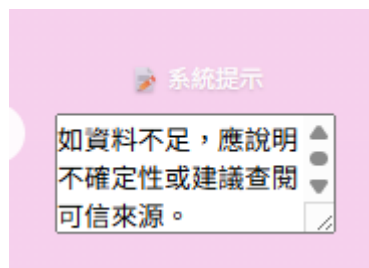 系統提示
如資料不足，應說明
不確定性或建議查閱
可信來源。